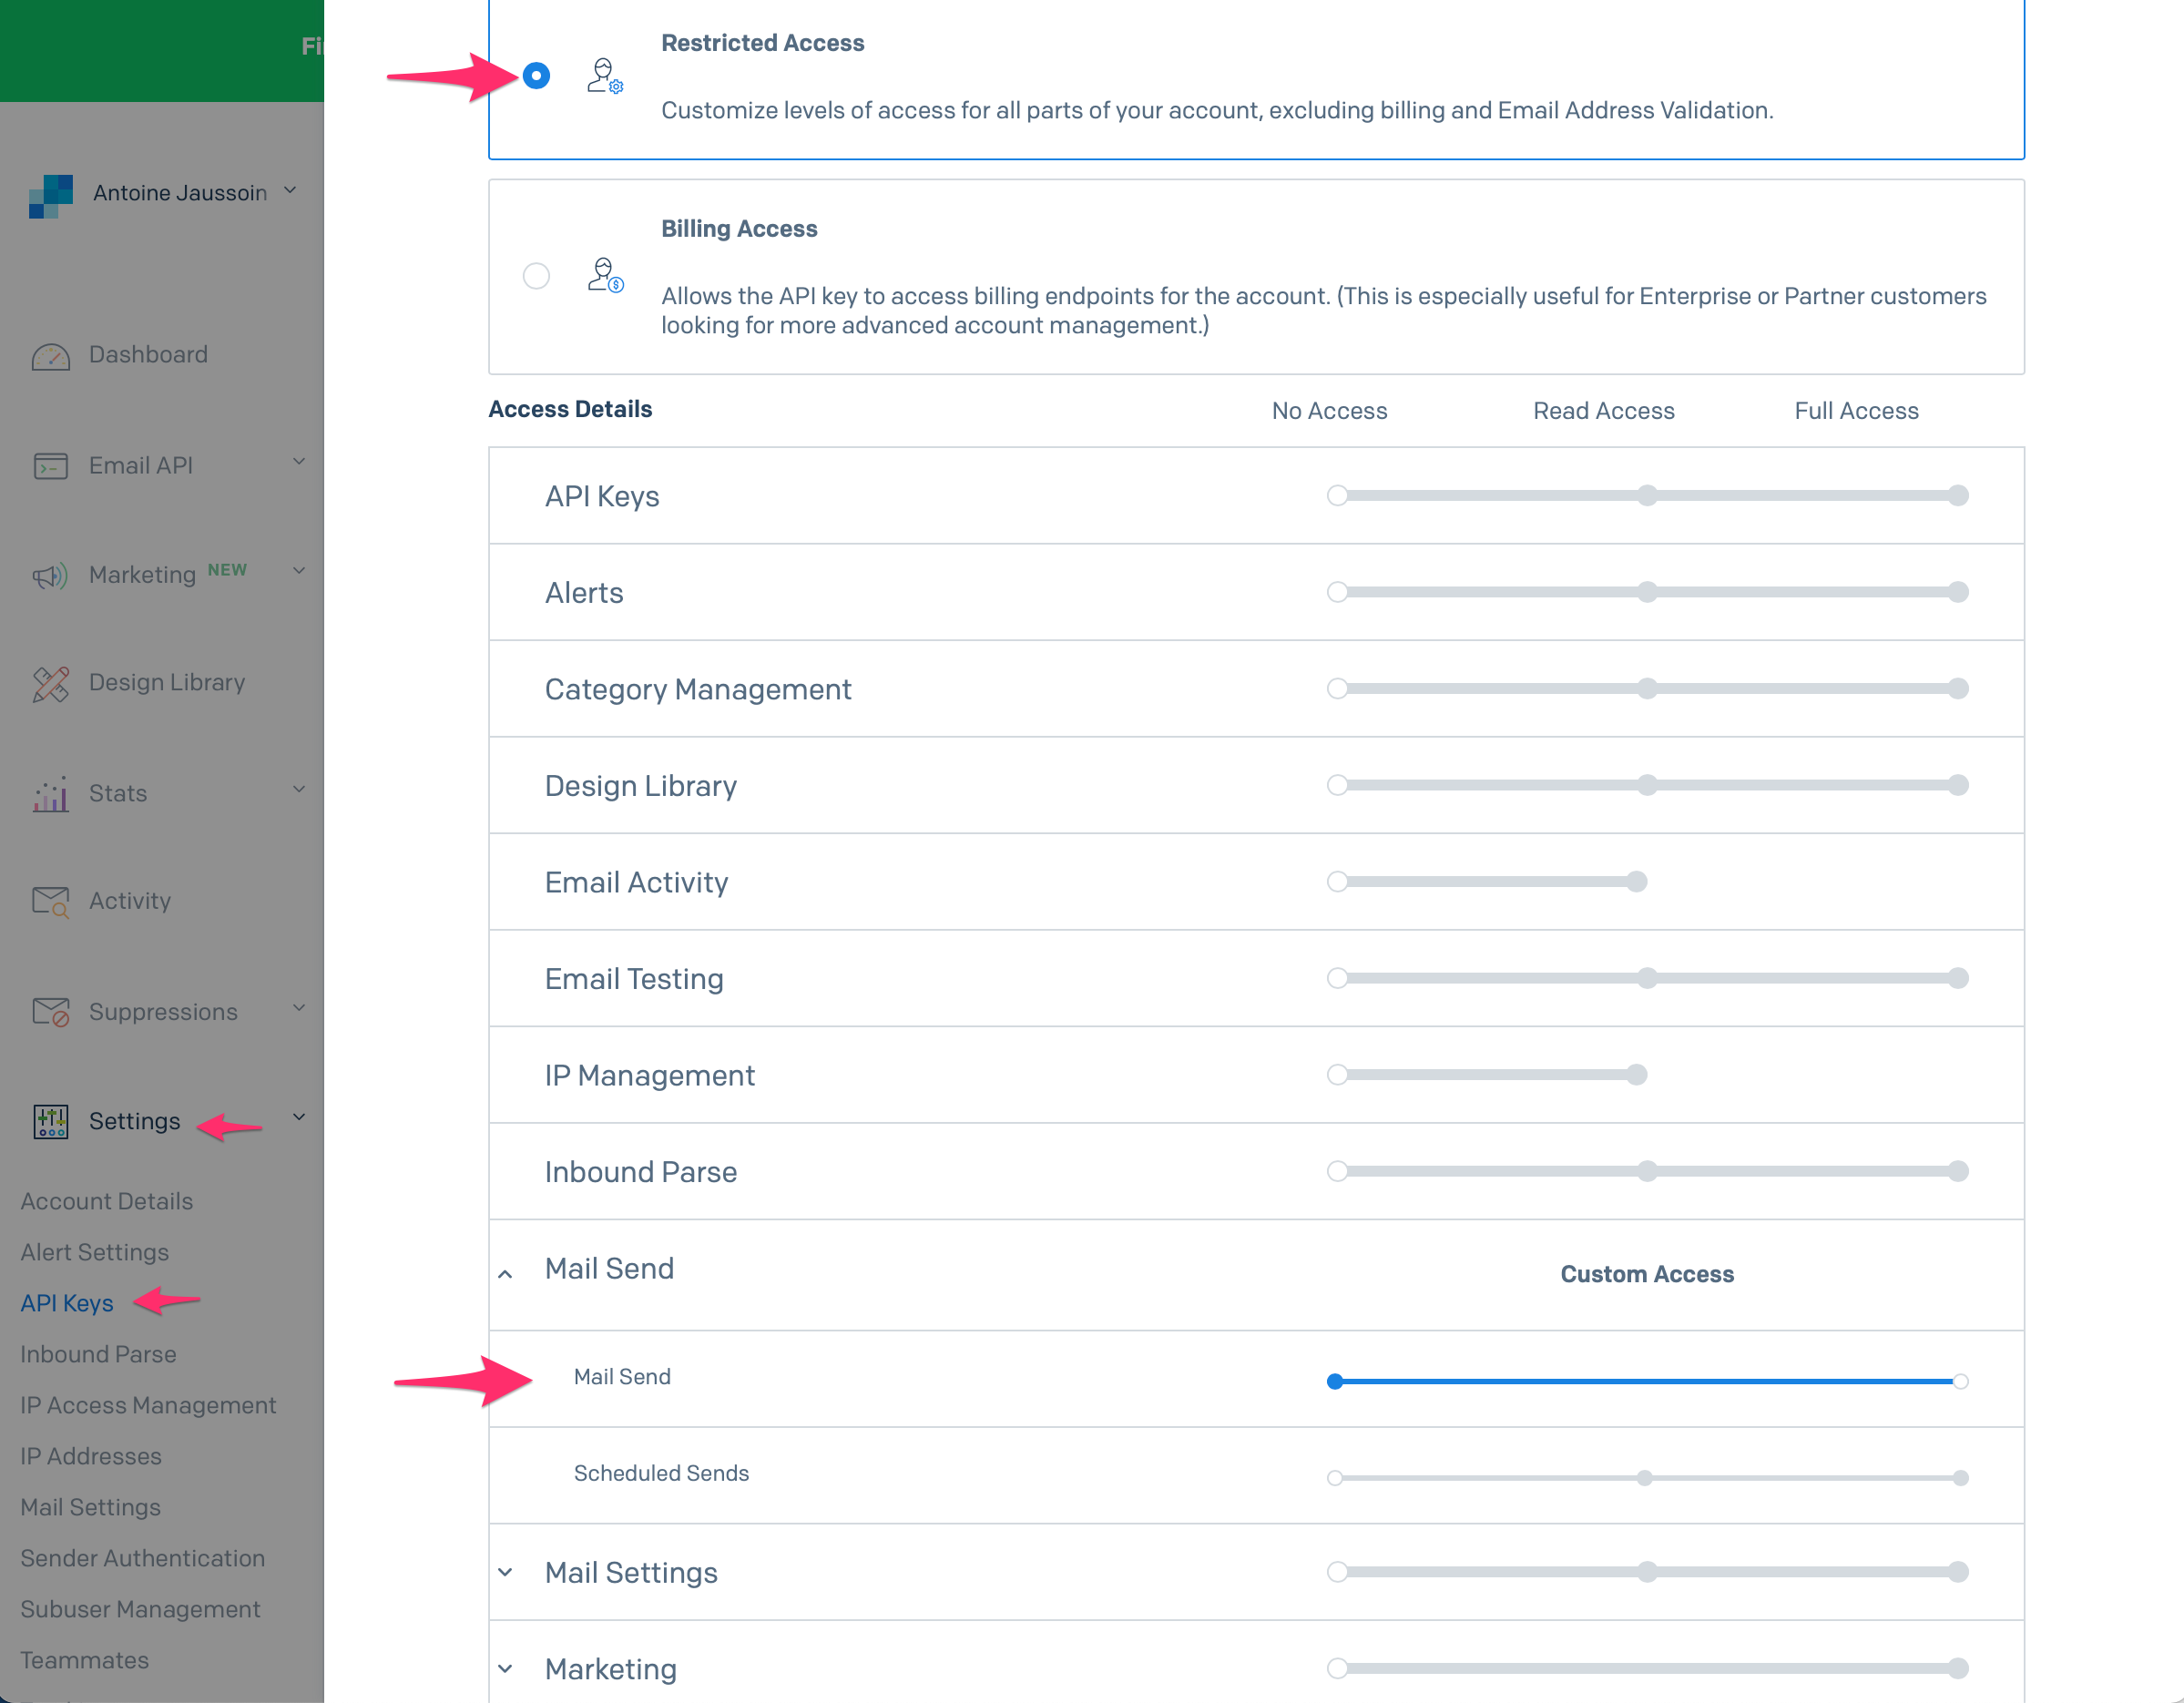 Fi
Antoine Jaussoin
Dashboard
Email API
Marketing NEW
Design Library
Stats
Activity
Suppressions
Settings
Account Details
Alert Settings
API Keys
Inbound Parse
IP Access Management
IP Addresses
Mail Settings
Sender Authentication
Subuser Management
Teammates
Restricted Access
Customize levels of access for all parts of your account, excluding billing and Email Address Validation.
Billing Access
Allows the API key to access billing endpoints for the account. (This is especially useful for Enterprise or Partner customers
looking for more advanced account management.)
Access Details No Access Read Access Full Access
API Keys
Alerts
Category Management
Design Library
Email Activity
Email Testing
IP Management
Inbound Parse
Mail Send Custom Access
Mail Send
Scheduled Sends
Mail Settings
Marketing